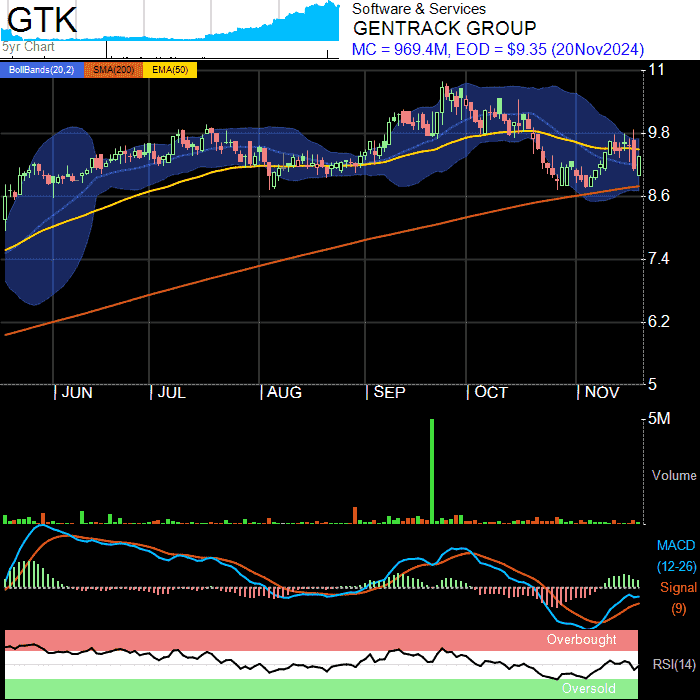 GTK
5yr Chart
Software & Services
GENTRACK GROUP
MC = 969.4M, EOD = $9.35 (20Nov2024)
BollBands(20,2) SMA(200) EMA(50)
11
9.8
8.6
7.4
6.2
5
JUN JUL AUG SEP OCT NOV
5M
Volume
MACD
(12-26)
Signal
(9)
Overbought
RSI(14)
Oversold